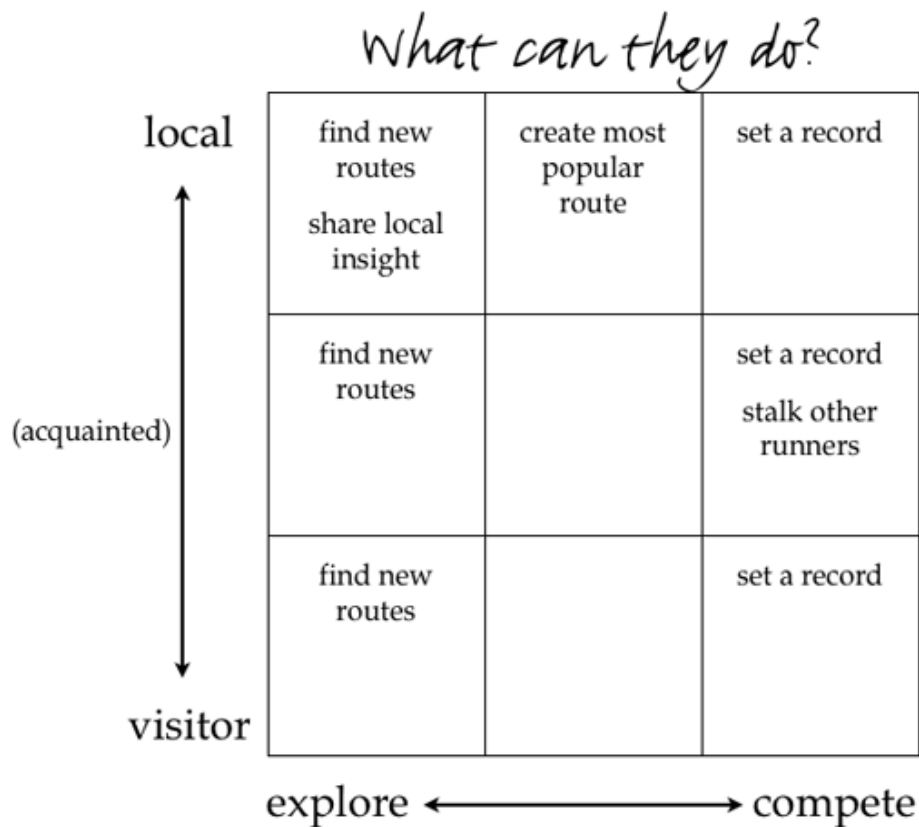 What can they do?
local
find new
routes
share local
insight
create most
popular
route
set a record
(acquainted)
find new
routes
set a record
stalk other
runners
find new
routes
set a record
visitor
explore
compete